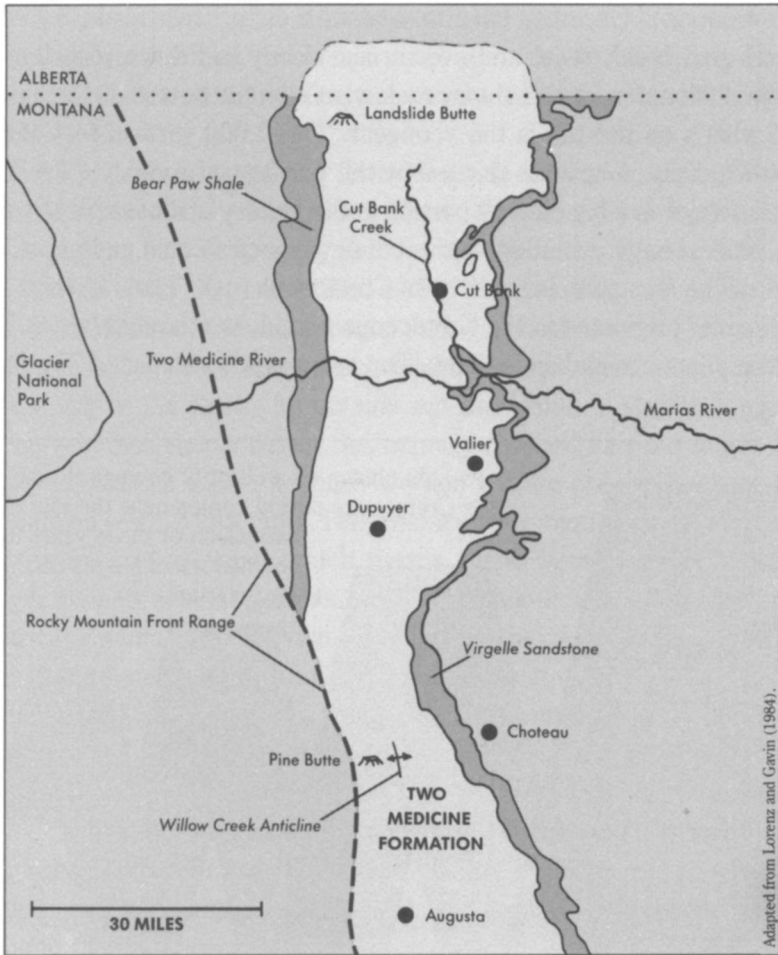 ALBERTA
MONTANA
Landslide Butte
Bear Paw Shale
Cut Bank
Creek
Cut Bank
Glacier
National
Park
Two Medicine River
Marias River
Valier
Dupuyer
Rocky Mountain Front Range
Virgelle Sandstone
Choteau
Pine Butte
Willow Creek Anticline
TWO
MEDICINE
FORMATION
30 MILES
Augusta
Adapted from Lorenz and Gavin (1984).